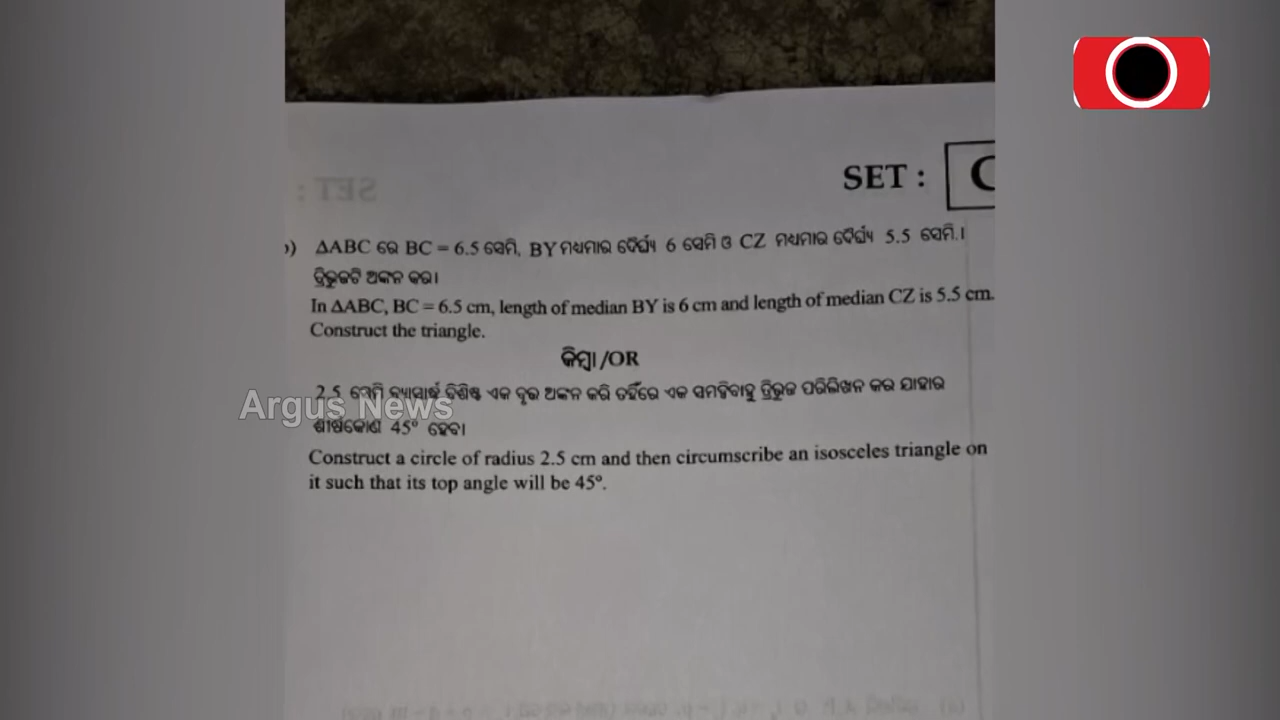 SET :
SET : C
b) ΔABC ରେ BC = 6.5 ସେମି, BY ମଧ୍ୟମାର ଦୈର୍ଘ୍ୟ 6 ସେମି ଓ CZ ମଧ୍ୟମାର ଦୈର୍ଘ୍ୟ 5.5 ସେମି ।
ତ୍ରିଭୁଜଟି ଅଙ୍କନ କର।
In ΔABC, BC = 6.5 cm, length of median BY is 6 cm and length of median CZ is 5.5 cm.
Construct the triangle.
କିମ୍ବା /OR
2.5 ସେମି ବ୍ୟାସାର୍ଦ୍ଧ ବିଶିଷ୍ଟ ଏକ ବୃତ୍ତ ଅଙ୍କନ କରି ତହିଁରେ ଏକ ସମଦ୍ବିବାହୁ ତ୍ରିଭୁଜ ପରିଲିଖନ କର ଯାହାର
Argus News
ଶୀର୍ଷକୋଣ 45° ହେବ।
Construct a circle of radius 2.5 cm and then circumscribe an isosceles triangle on
it such that its top angle will be 45°.